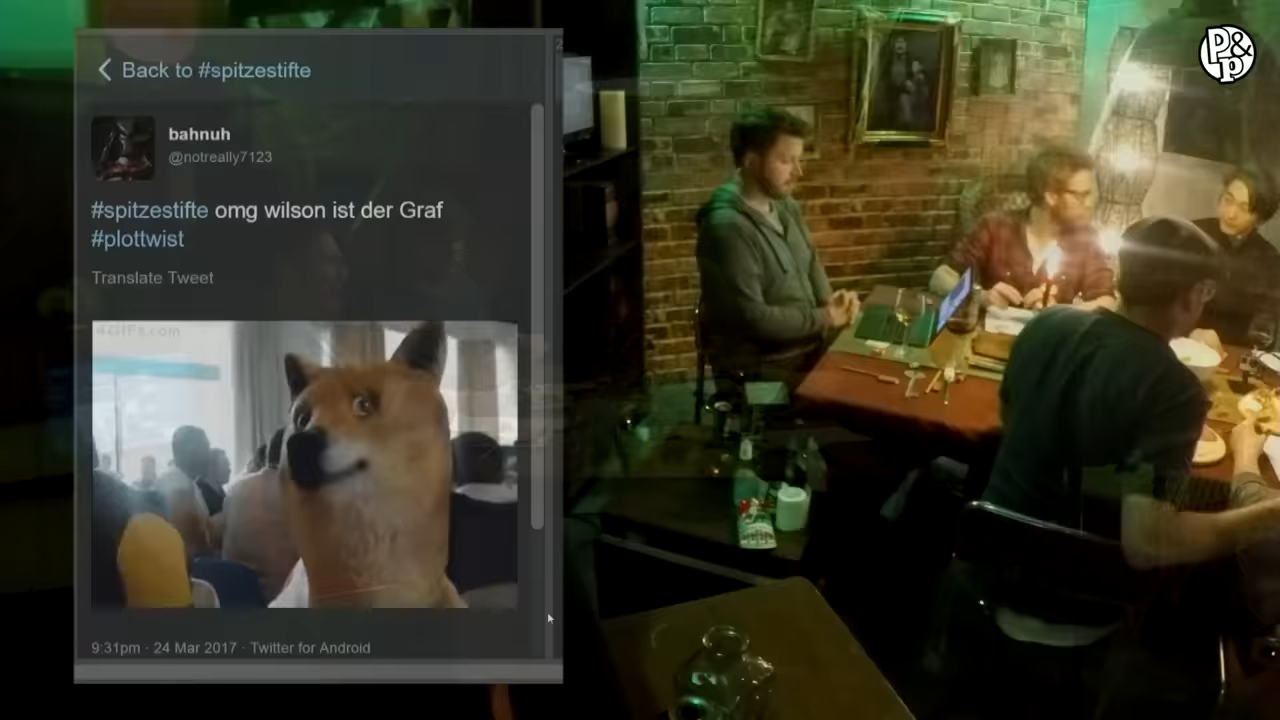 P&P
Back to #spitzestifte
bahnuh
@notreally7123
#spitzestifte omg wilson ist der Graf
#plottwist
Translate Tweet
4GIFs.com
9:31pm · 24 Mar 2017 · Twitter for Android